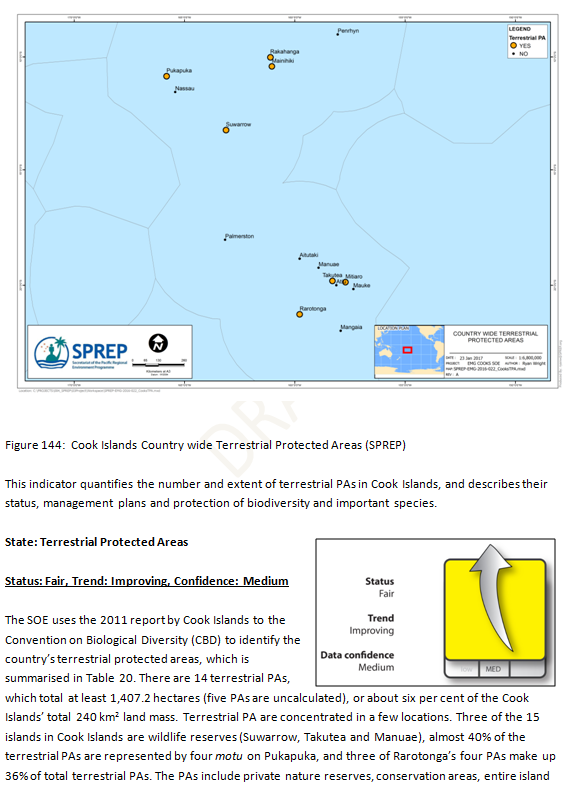 Penrhyn
LEGEND
Terrestrial PA
YES
NO
Rakahanga
Mainihiki
Pukapuka
Nassau
Suwarrow
Palmerston
Aitutaki
Manuae
Takutea
Mitiaro
Mauke
Rarotonga
Mangaia
SPREP
Secretariat of the Pacific Regional
Environment Programme
N
LOCATION MAP
COUNTRY WIDE TERRESTRIAL
PROTECTED AREAS
DATE : 23 Jan 2017 SCALE : 1:6,800,000
PROJECT: EMG COOKS SOE AUTHOR : Ryan Wright
MAP: SPREP-EMG-2016-022_CooksTPA.mxd
REV : A
DRA
Figure 144: Cook Islands Country wide Terrestrial Protected Areas (SPREP)
This indicator quantifies the number and extent of terrestrial PAs in Cook Islands, and describes their
status, management plans and protection of biodiversity and important species.
State: Terrestrial Protected Areas
Status: Fair, Trend: Improving, Confidence: Medium
Status
Fair
Trend
Improving
Data confidence
Medium
LOW MED
The SOE uses the 2011 report by Cook Islands to the
Convention on Biological Diversity (CBD) to identify the
country's terrestrial protected areas, which is
summarised in Table 20. There are 14 terrestrial PAs,
which total at least 1,407.2 hectares (five PAs are uncalculated), or about six per cent of the Cook
Islands' total 240 km² land mass. Terrestrial PA are concentrated in a few locations. Three of the 15
islands in Cook Islands are wildlife reserves (Suwarrow, Takutea and Manuae), almost 40% of the
terrestrial PAs are represented by four motu on Pukapuka, and three of Rarotonga's four PAs make up
36% of total terrestrial PAs. The PAs include private nature reserves, conservation areas, entire island